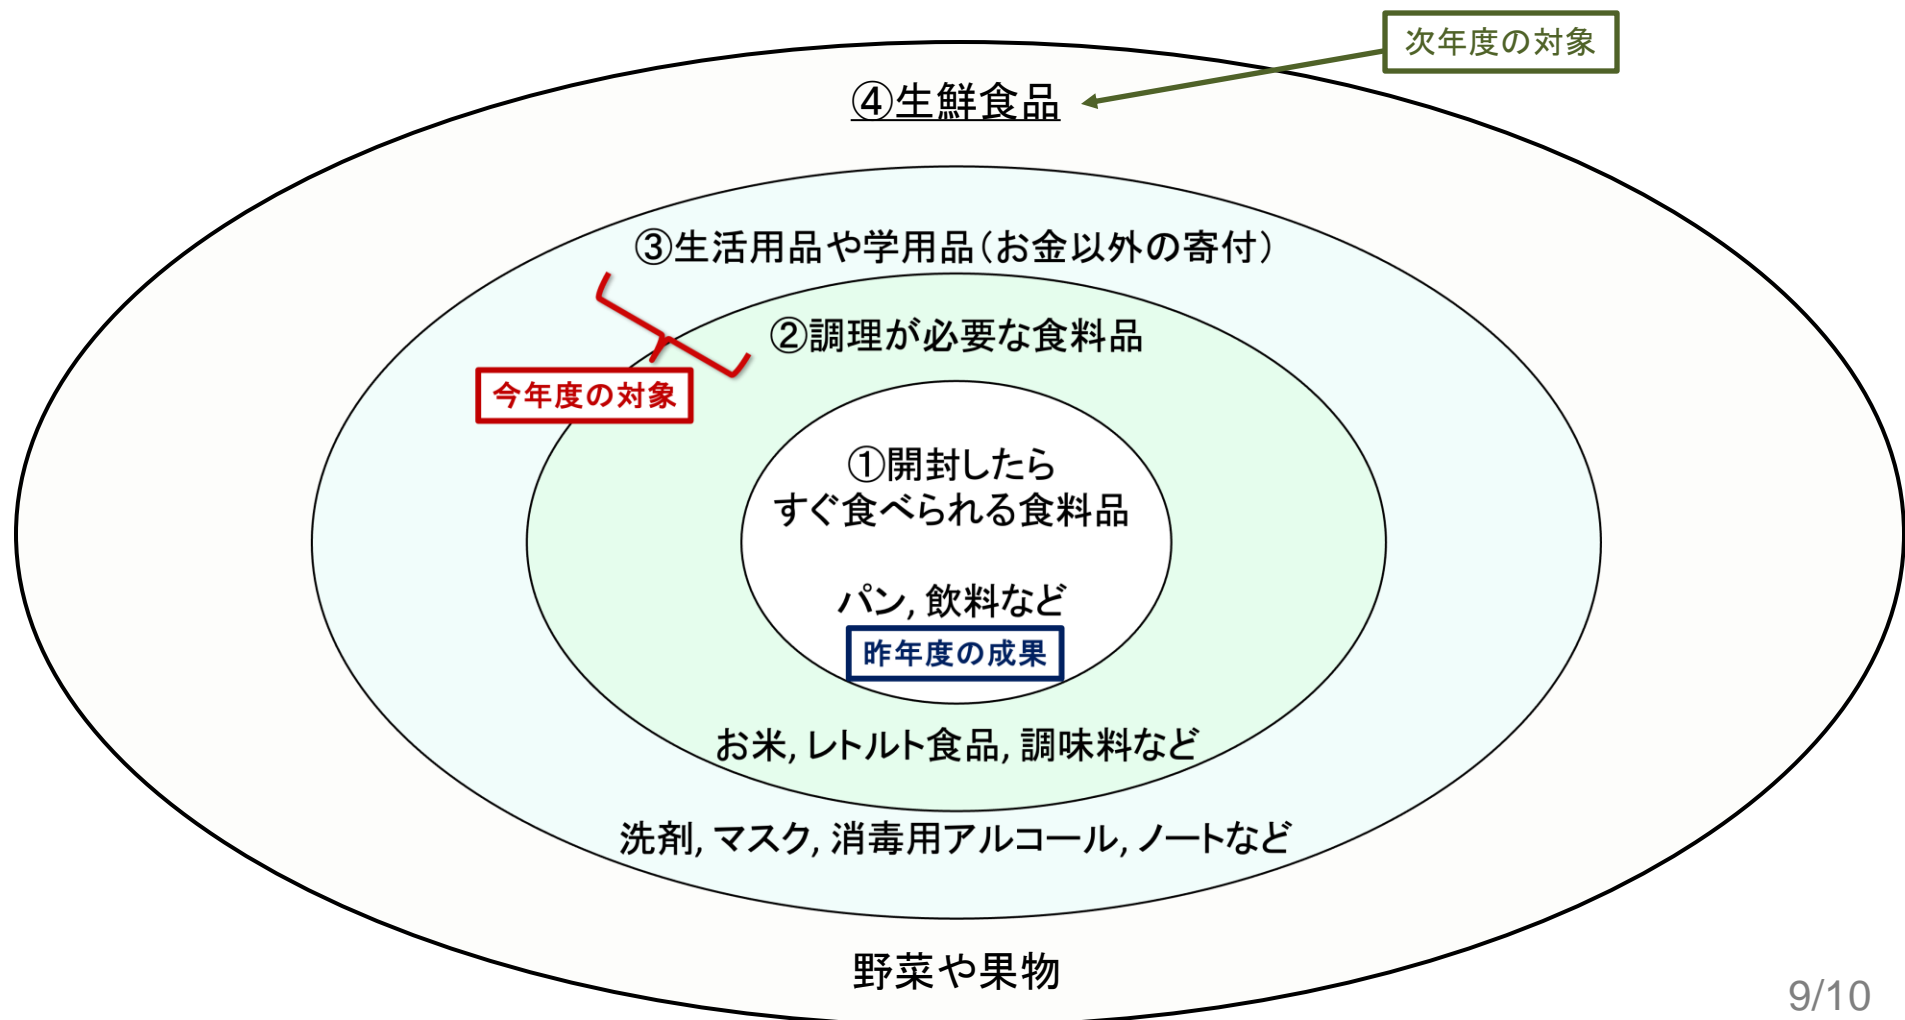 次年度の対象
④生鮮食品
③生活用品や学用品(お金以外の寄付)
②調理が必要な食料品
今年度の対象
①開封したら
すぐ食べられる食料品
パン, 飲料など
昨年度の成果
お米, レトルト食品, 調味料など
洗剤, マスク, 消毒用アルコール, ノートなど
野菜や果物
9/10